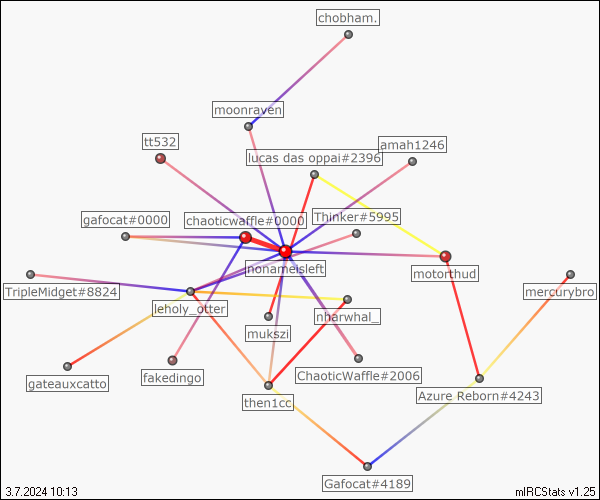 chobham.
moonraven
tt532
amah1246
lucas das oppai#2396
gafocat#0000
chaoticwaffle#0000
Thinker#5995
nonameisleft
motorthud
TripleMidget#8824
mercurybro
leholy_otter
nharwhal_
mukszi
gateauxcatto
fakedingo
ChaoticWaffle#2006
Azure Reborn#4243
then1cc
Gafocat#4189
3.7.2024 10:13
mIRCStats v1.25